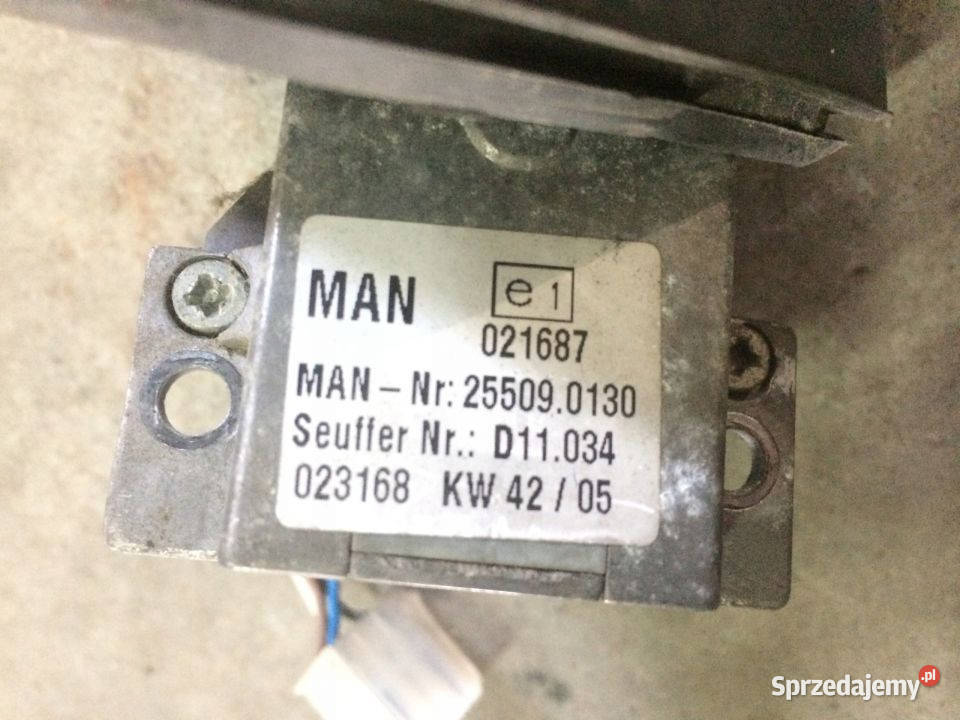 MAN e1
021687
MAN – Nr: 25509.0130
Seuffer Nr.: D11.034
023168 KW 42 / 05
Sprzedajemy.pl